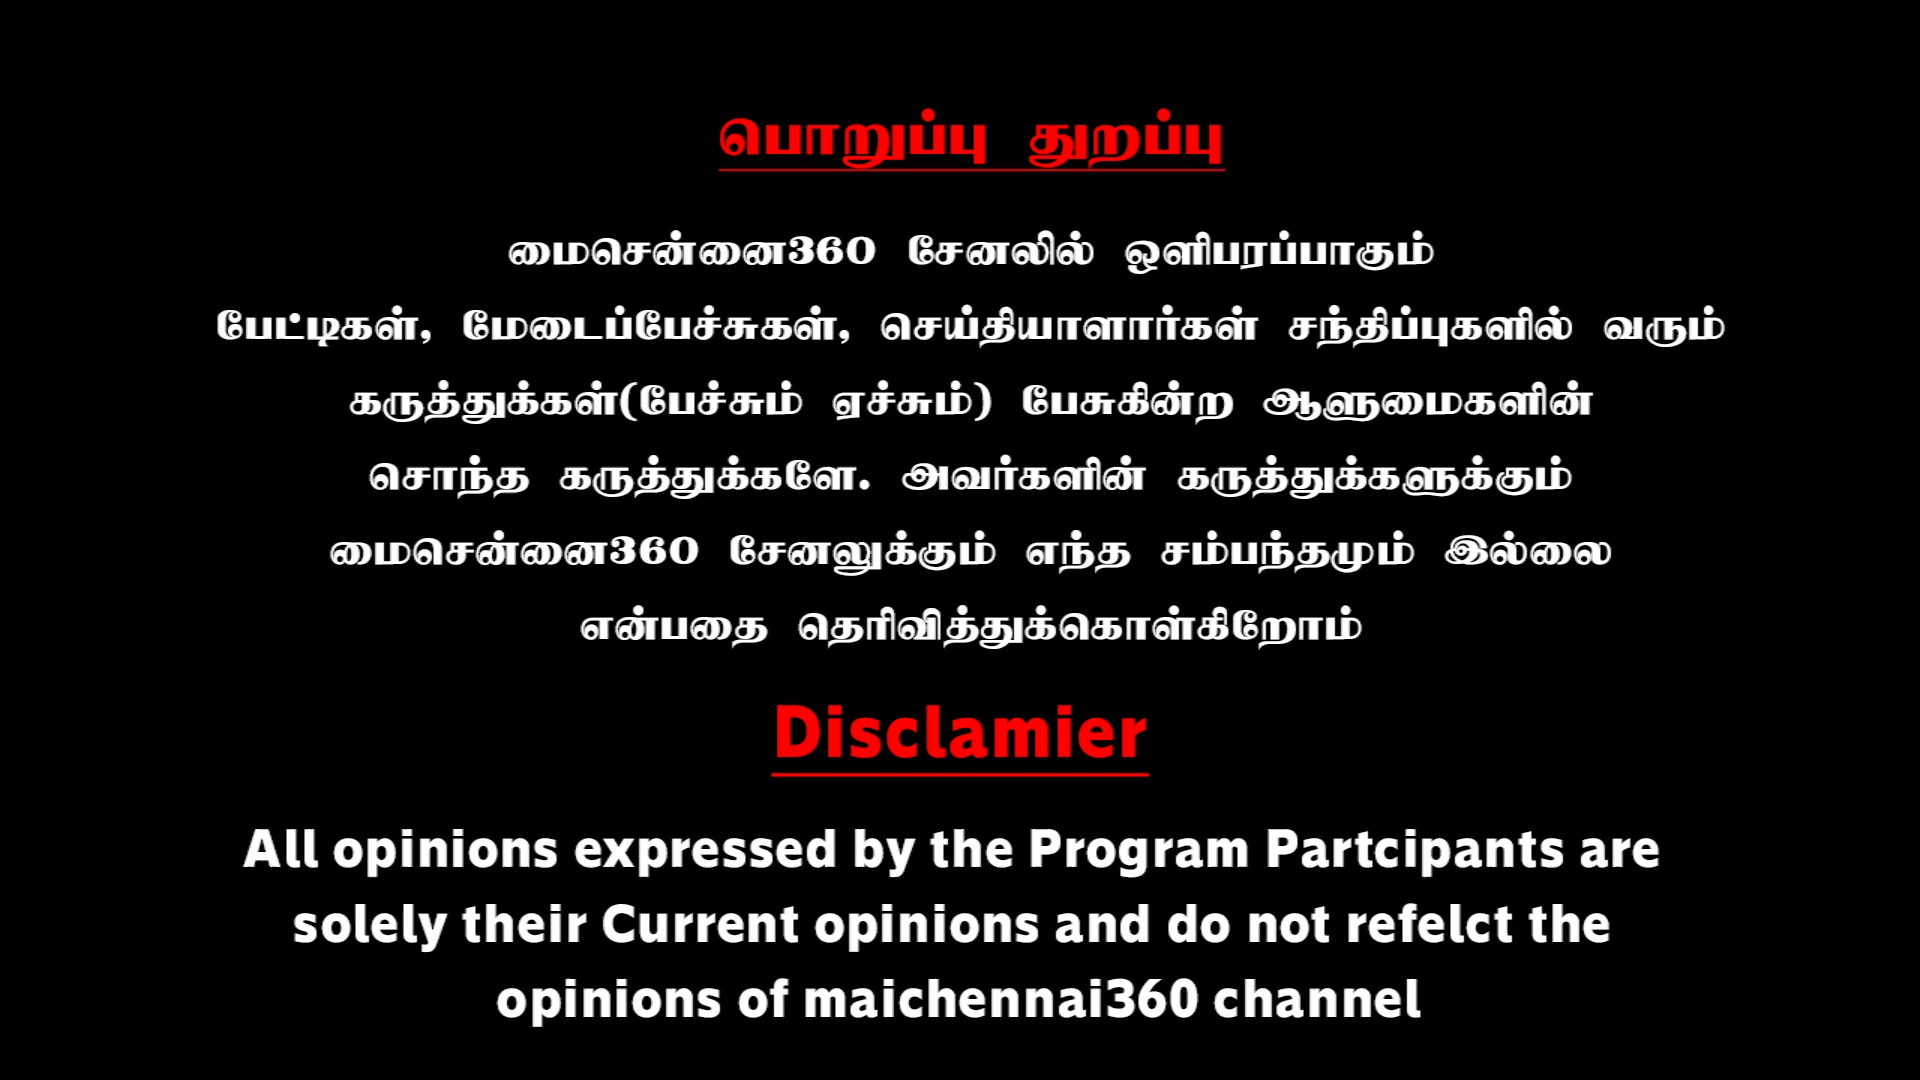 பொறுப்பு துறப்பு
மைசென்னை360 சேனலில் ஒளிபரப்பாகும்
பேட்டிகள், மேடைப்பேச்சுகள், செய்தியாளார்கள் சந்திப்புகளில் வரும்
கருத்துக்கள்(பேச்சும் ஏச்சும்) பேசுகின்ற ஆளுமைகளின்
சொந்த கருத்துக்களே. அவர்களின் கருத்துக்களுக்கும்
மைசென்னை360 சேனலுக்கும் எந்த சம்பந்தமும் இல்லை
என்பதை தெரிவித்துக்கொள்கிறோம்
Disclamier
All opinions expressed by the Program Partcipants are
solely their Current opinions and do not refelct the
opinions of maichennai360 channel